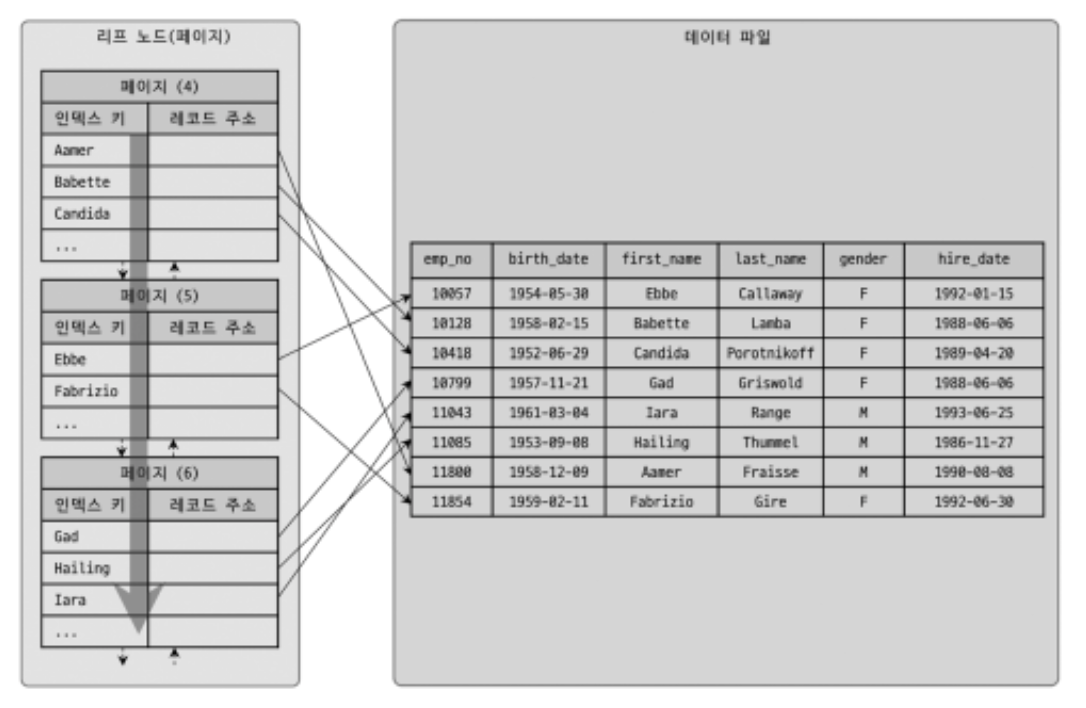 리프 노드(페이지)
페이지 (4)
인덱스 키 레코드 주소
Aamer
Babette
Candida
...
페이지 (5)
인덱스 키 레코드 주소
Ebbe
Fabrizio
...
페이지 (6)
인덱스 키 레코드 주소
Gad
Hailing
Iara
...
데이터 파일
emp_no birth_date first_name last_name gender hire_date
10057 1954-05-30 Ebbe Callaway F 1992-01-15
10128 1958-02-15 Babette Lamba F 1988-06-06
10418 1952-06-29 Candida Porotnikoff F 1989-04-20
10799 1957-11-21 Gad Griswold F 1988-06-06
11043 1961-03-04 Iara Range M 1993-06-25
11085 1953-09-08 Hailing Thummel M 1986-11-27
11800 1958-12-09 Aamer Fraisse M 1990-08-08
11854 1959-02-11 Fabrizio Gire F 1992-06-30